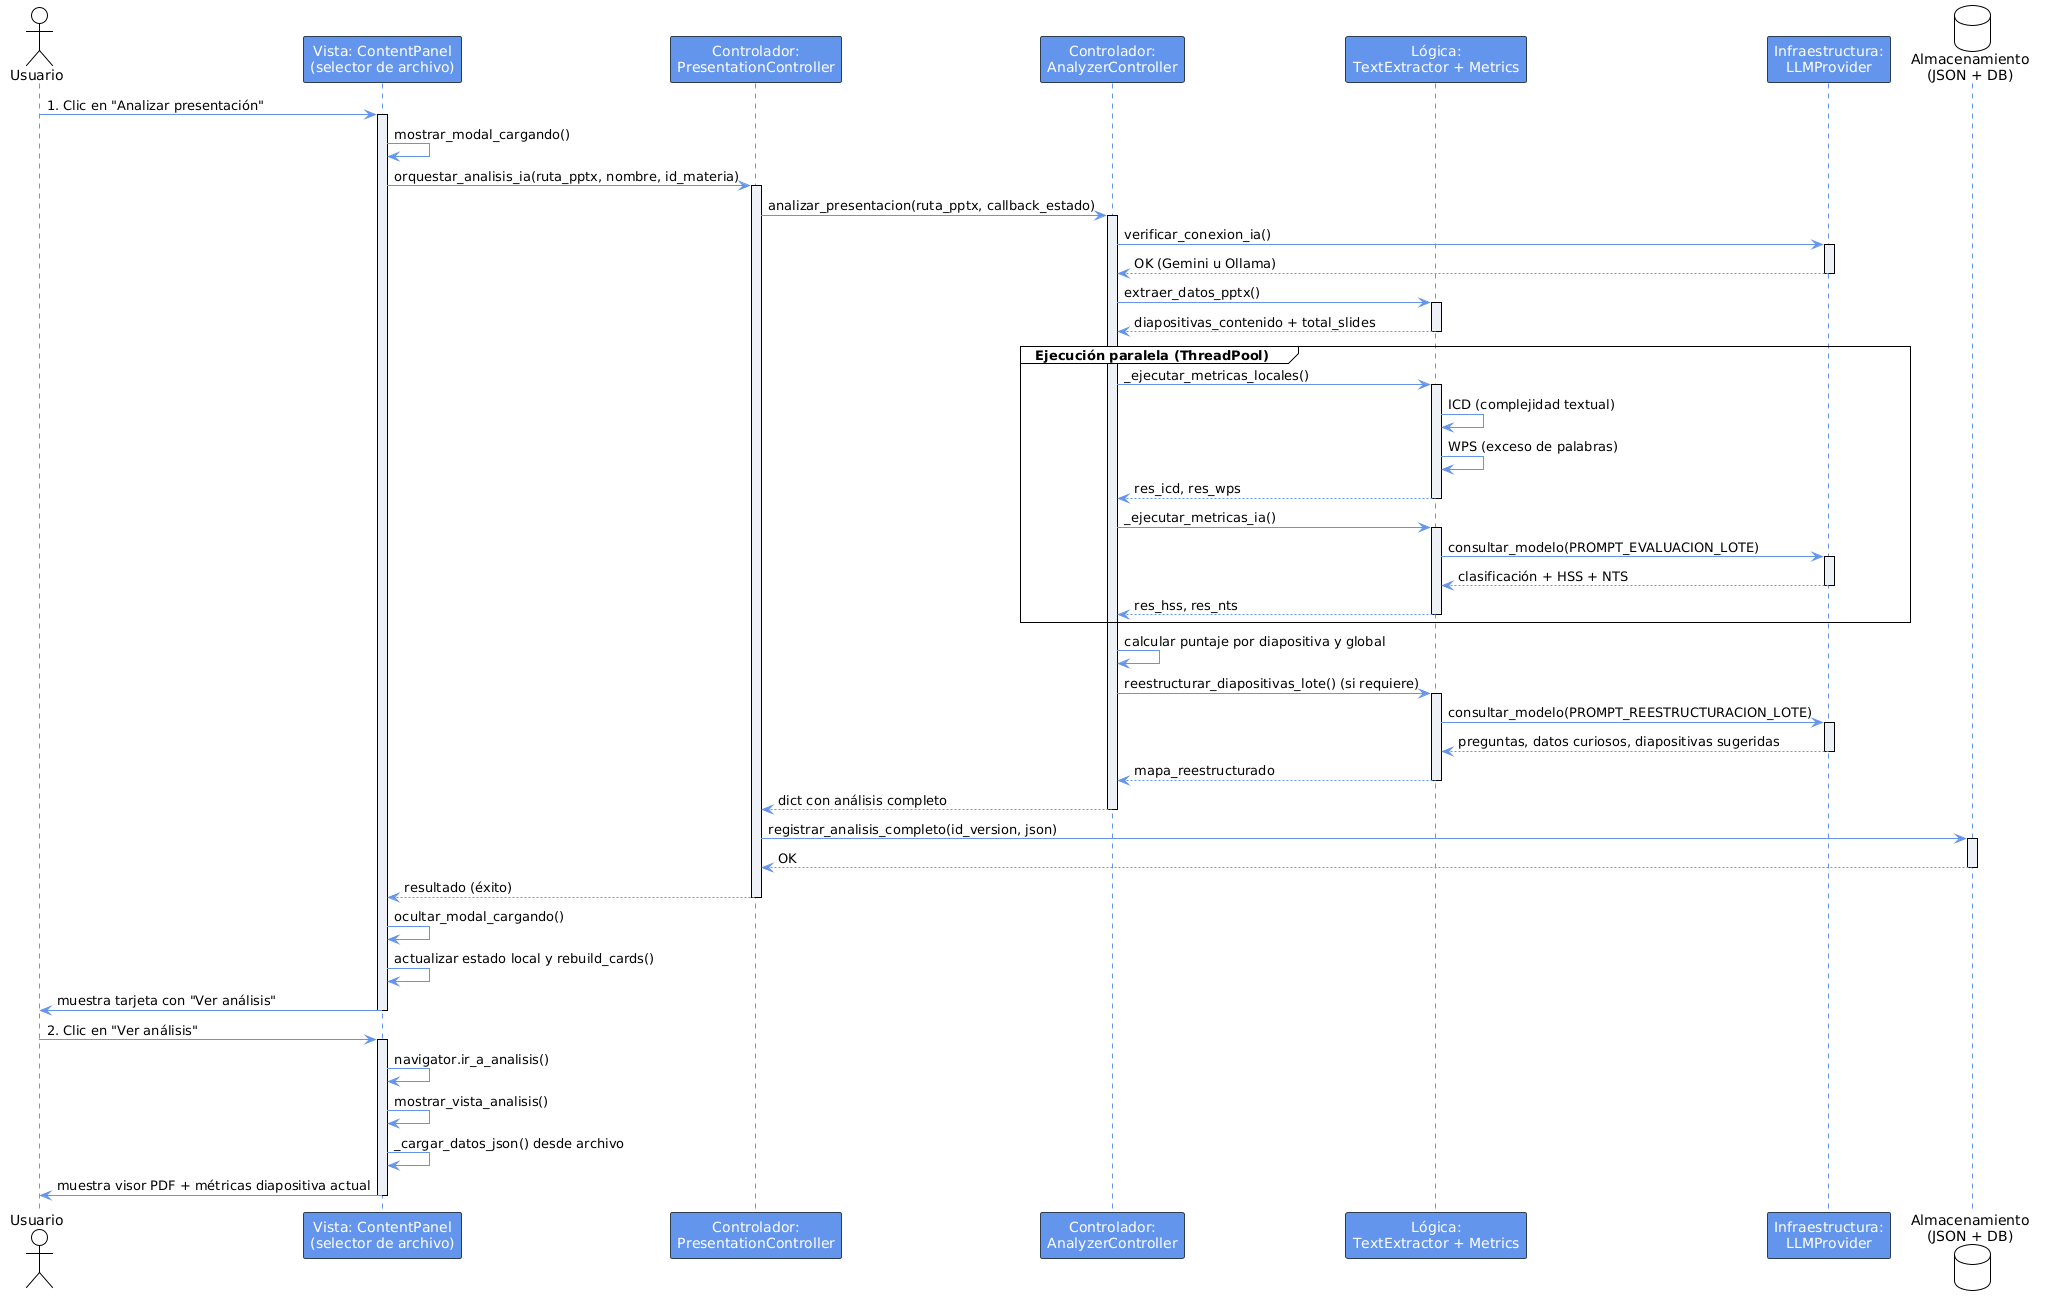 Usuario
Vista: ContentPanel
(selector de archivo)
Controlador:
PresentationController
Controlador:
AnalyzerController
Lógica:
TextExtractor + Metrics
Infraestructura:
LLMProvider
Almacenamiento
(JSON + DB)
1. Clic en "Analizar presentación"
mostrar_modal_cargando()
orquestar_analisis_ia(ruta_pptx, nombre, id_materia)
analizar_presentacion(ruta_pptx, callback_estado)
verificar_conexion_ia()
OK (Gemini u Ollama)
extraer_datos_pptx()
diapositivas_contenido + total_slides
Ejecución paralela (ThreadPool)
_ejecutar_metricas_locales()
ICD (complejidad textual)
WPS (exceso de palabras)
res_icd, res_wps
_ejecutar_metricas_ia()
consultar_modelo(PROMPT_EVALUACION_LOTE)
clasificación + HSS + NTS
res_hss, res_nts
calcular puntaje por diapositiva y global
reestructurar_diapositivas_lote() (si requiere)
consultar_modelo(PROMPT_REESTRUCTURACION_LOTE)
preguntas, datos curiosos, diapositivas sugeridas
mapa_reestructurado
dict con análisis completo
registrar_analisis_completo(id_version, json)
OK
resultado (éxito)
ocultar_modal_cargando()
actualizar estado local y rebuild_cards()
muestra tarjeta con "Ver análisis"
2. Clic en "Ver análisis"
navigator.ir_a_analisis()
mostrar_vista_analisis()
_cargar_datos_json() desde archivo
muestra visor PDF + métricas diapositiva actual
Usuario
Vista: ContentPanel
(selector de archivo)
Controlador:
PresentationController
Controlador:
AnalyzerController
Lógica:
TextExtractor + Metrics
Infraestructura:
LLMProvider
Almacenamiento
(JSON + DB)